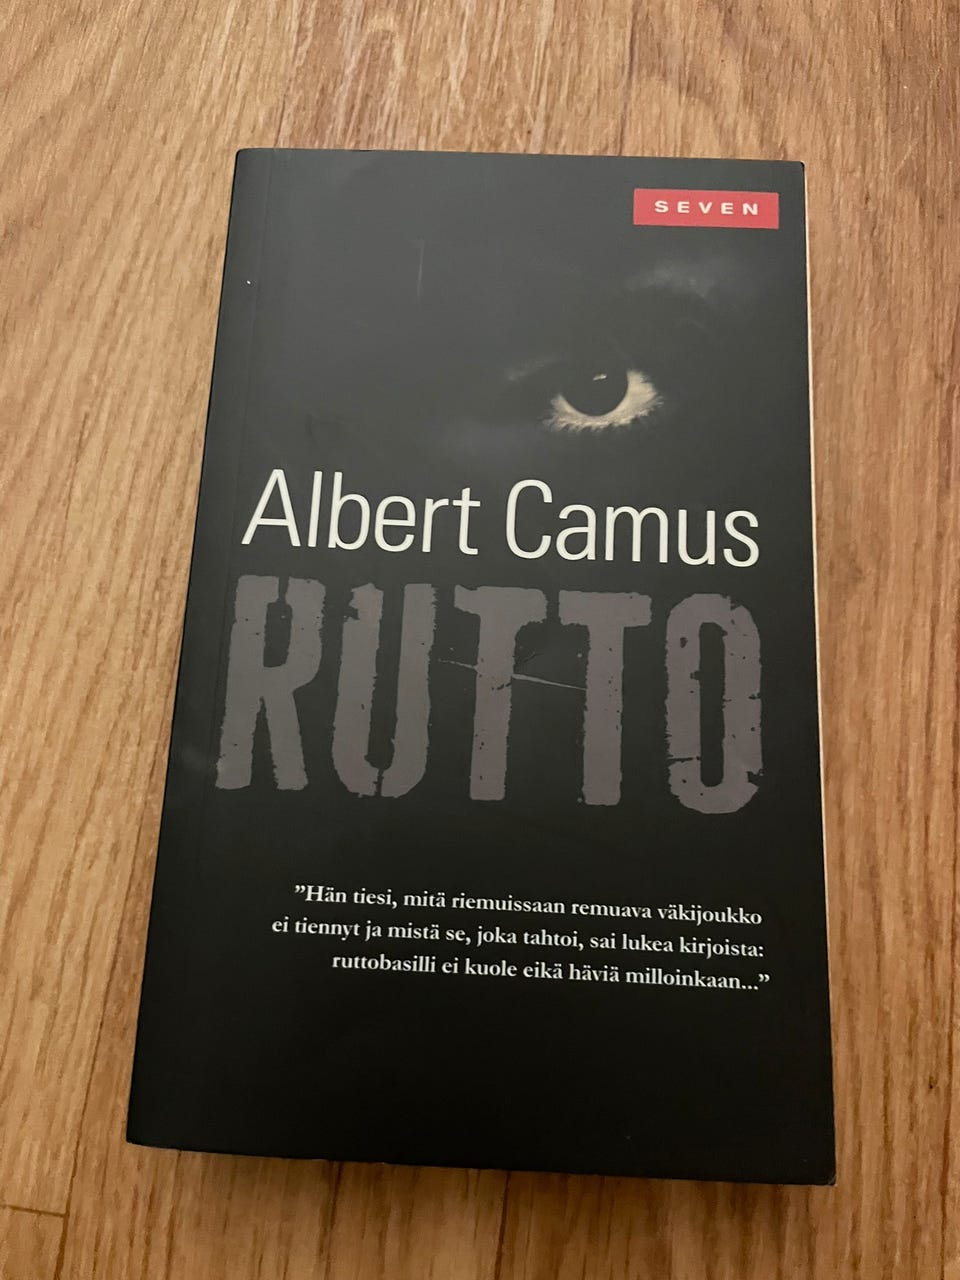 SEVEN
Albert Camus
RUTTO
”Hän tiesi, mitä riemuissaan remuava väkijoukko
ei tiennyt ja mistä se, joka tahtoi, sai lukea kirjoista:
ruttobasilli ei kuole eikä häviä milloinkaan...”